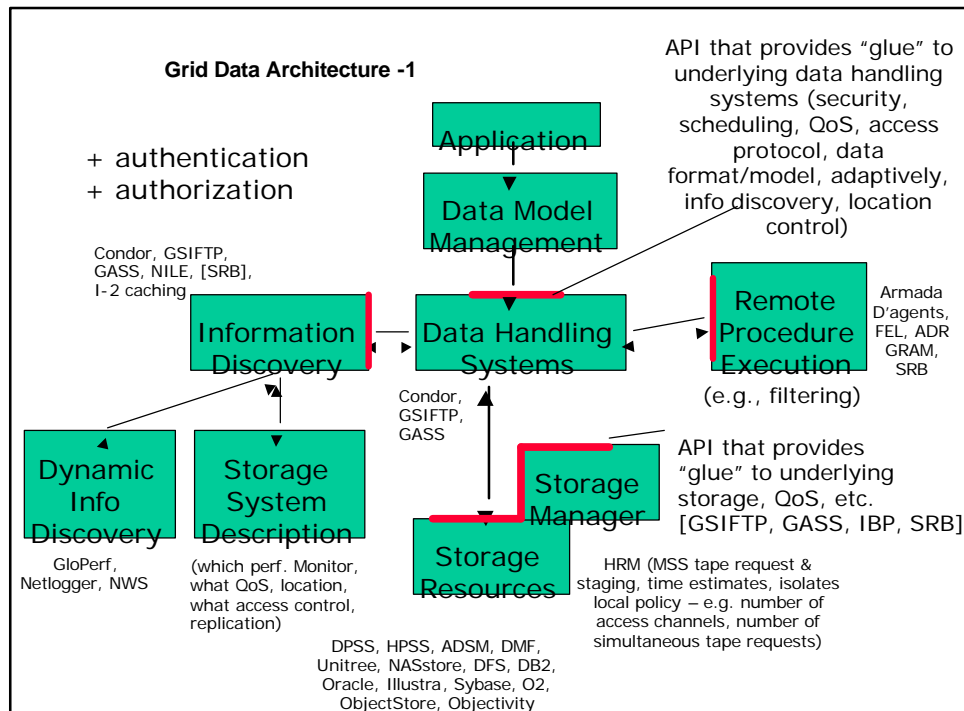 Grid Data Architecture -1
API that provides “glue” to
underlying data handling
systems (security,
scheduling, QoS, access
protocol, data
format/model, adaptively,
info discovery, location
control)
+ authentication
+ authorization
Application
Data Model
Management
Condor, GSIFTP,
GASS, NILE, [SRB],
I-2 caching
Information
Discovery
Data Handling
Systems
Remote
Procedure
Execution
(e.g., filtering)
Armada
D’agents,
FEL, ADR
GRAM,
SRB
Condor,
GSIFTP,
GASS
Dynamic
Info
Discovery
GloPerf,
Netlogger, NWS
Storage
System
Description
(which perf. Monitor,
what QoS, location,
what access control,
replication)
Storage
Manager
Storage
Resources
API that provides
“glue” to underlying
storage, QoS, etc.
[GSIFTP, GASS, IBP, SRB]
HRM (MSS tape request &
staging, time estimates, isolates
local policy – e.g. number of
access channels, number of
simultaneous tape requests)
DPSS, HPSS, ADSM, DMF,
Unitree, NASstore, DFS, DB2,
Oracle, Illustra, Sybase, O2,
ObjectStore, Objectivity